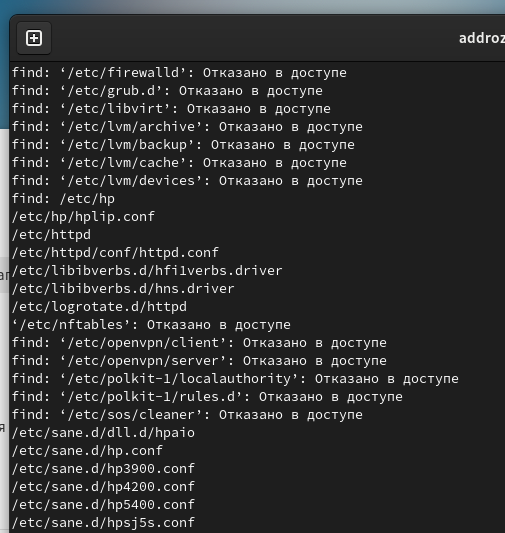 addroz
find: ‘/etc/firewalld’: Отказано в доступе
find: ‘/etc/grub.d’: Отказано в доступе
find: ‘/etc/libvirt’: Отказано в доступе
find: ‘/etc/lvm/archive’: Отказано в доступе
find: ‘/etc/lvm/backup’: Отказано в доступе
find: ‘/etc/lvm/cache’: Отказано в доступе
find: ‘/etc/lvm/devices’: Отказано в доступе
find: /etc/hp
/etc/hp/hplip.conf
/etc/httpd
/etc/httpd/conf/httpd.conf
/etc/libibverbs.d/hfi1verbs.driver
/etc/libibverbs.d/hns.driver
/etc/logrotate.d/httpd
‘/etc/nftables’: Отказано в доступе
find: ‘/etc/openvpn/client’: Отказано в доступе
find: ‘/etc/openvpn/server’: Отказано в доступе
find: ‘/etc/polkit-1/localauthority’: Отказано в доступе
find: ‘/etc/polkit-1/rules.d’: Отказано в доступе
find: ‘/etc/sos/cleaner’: Отказано в доступе
/etc/sane.d/dll.d/hpaio
/etc/sane.d/hp.conf
/etc/sane.d/hp3900.conf
/etc/sane.d/hp4200.conf
/etc/sane.d/hp5400.conf
/etc/sane.d/hpsj5s.conf